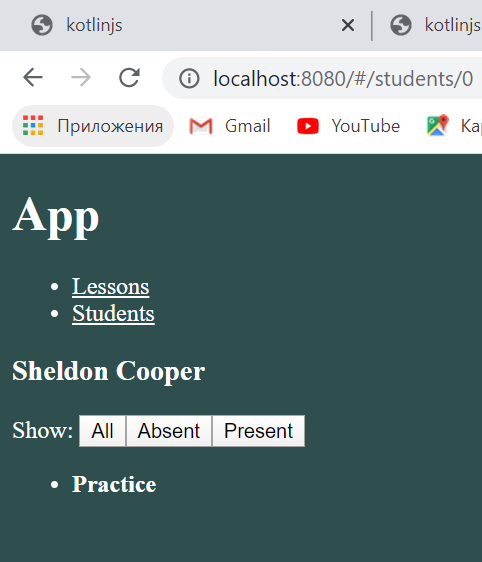 kotlinjs kotlinjs
localhost:8080/#/students/0
Приложения Gmail YouTube Ка
App
Lessons
Students
Sheldon Cooper
Show: All Absent Present
Practice